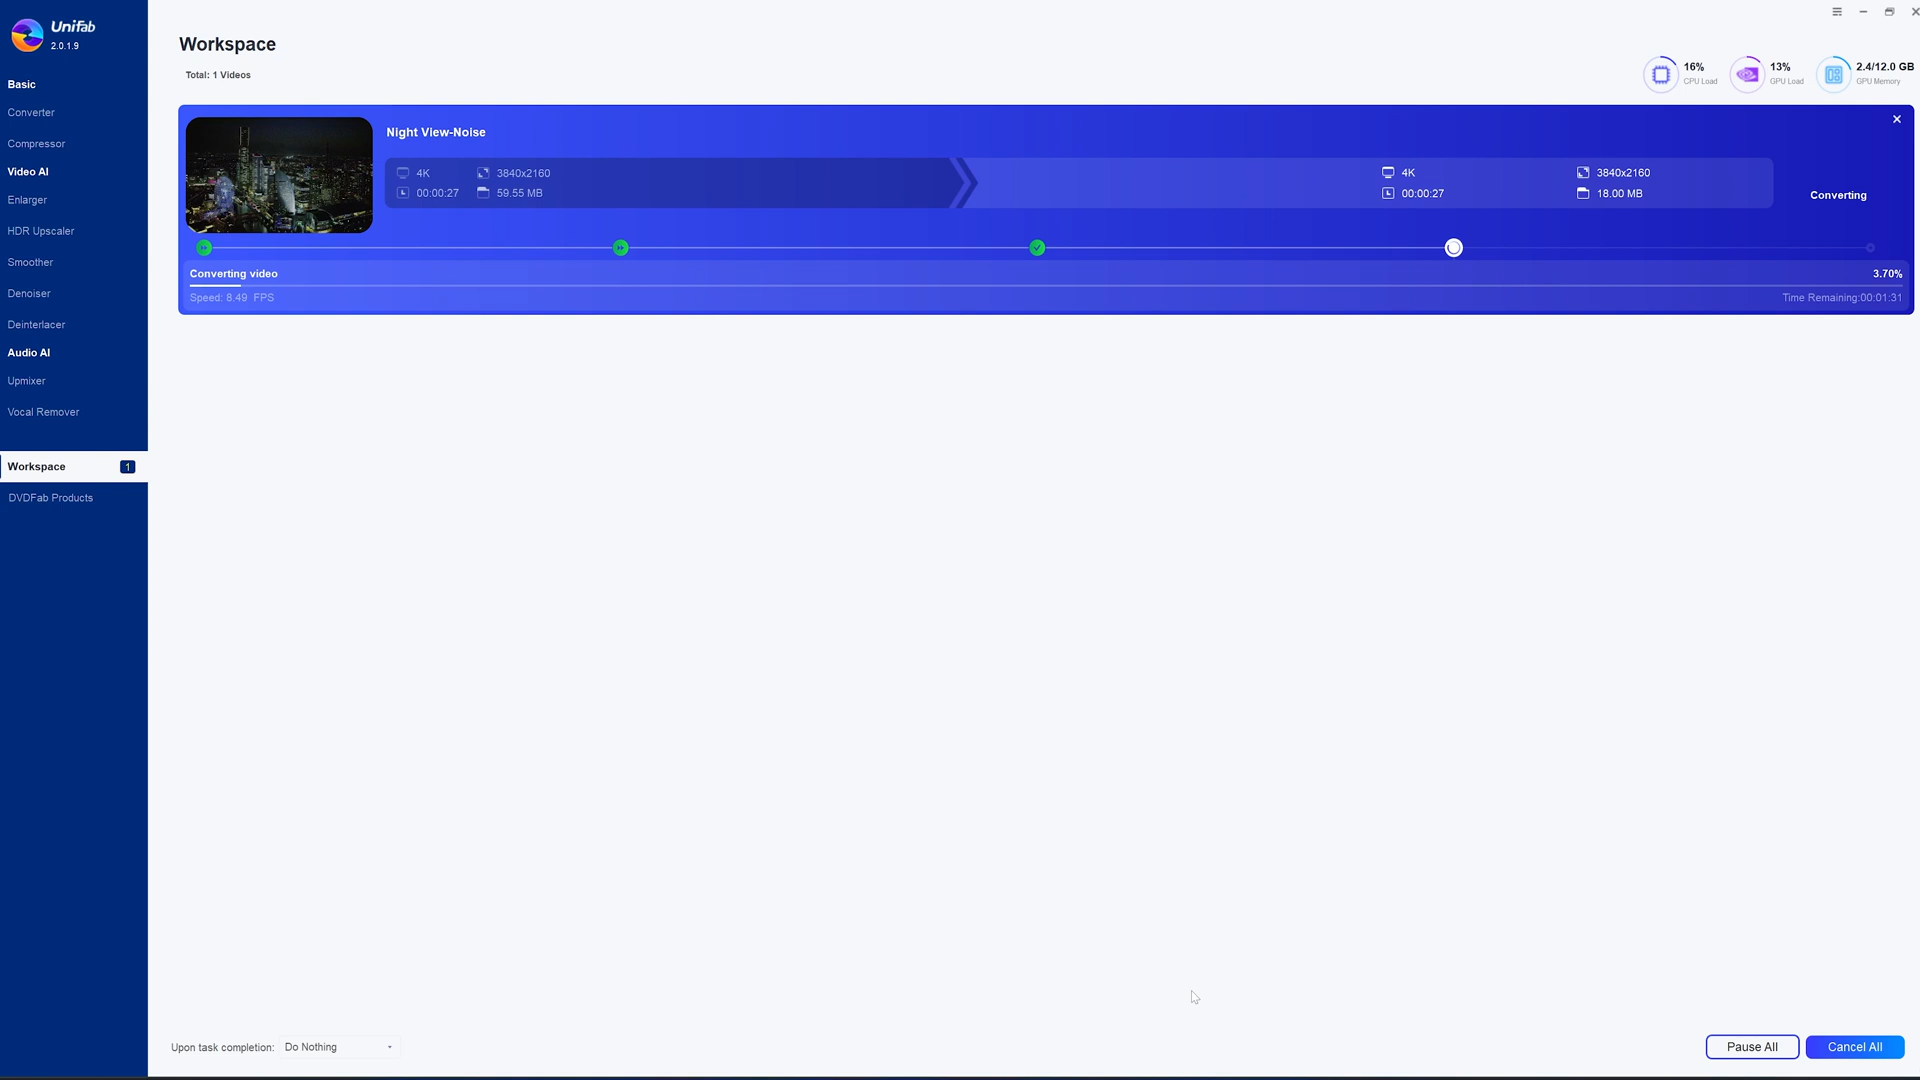 UniFab
2.0.1.9
Basic
Converter
Compressor
Video AI
Enlarger
HDR Upscaler
Smoother
Denoiser
Deinterlacer
Audio AI
Upmixer
Vocal Remover
Workspace 1
DVDFab Products
Workspace
Total: 1 Videos
16%
CPU Load
13%
GPU Load
2.4/12.0 GB
GPU Memory
Night View-Noise
4K 3840x2160
00:00:27 59.55 MB
4K 3840x2160
00:00:27 18.00 MB
Converting
Converting video 3.70%
Speed: 8.49 FPS Time Remaining:00:01:31
Upon task completion: Do Nothing
Pause All
Cancel All